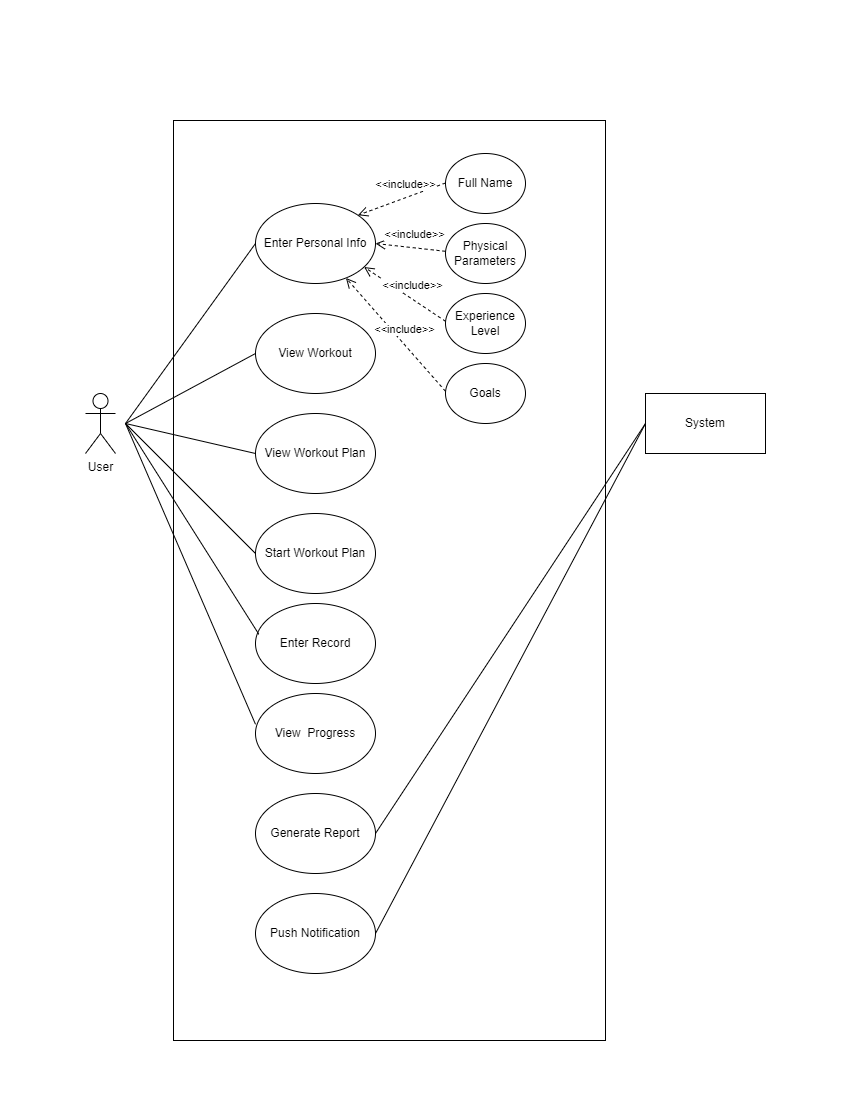 Full Name
<<include>>
Enter Personal Info
<<include>>
Physical
Parameters
<<include>>
Experience
Level
<<include>>
View Workout
Goals
View Workout Plan
User
System
Start Workout Plan
Enter Record
View  Progress
Generate Report
Push Notification